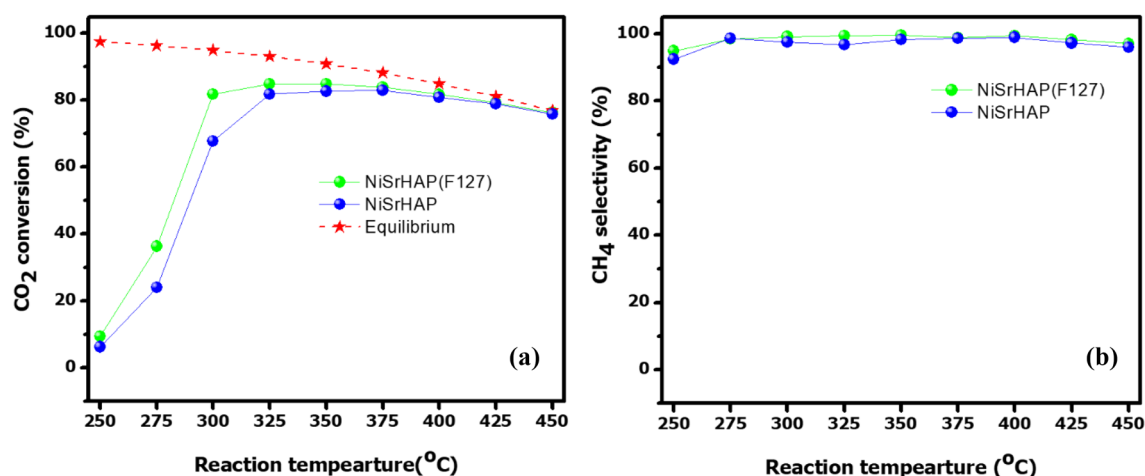 100
80
60
40
20
0
CO2 conversion (%)
NiSrHAP(F127)
NiSrHAP
Equilibrium
(a)
250 275 300 325 350 375 400 425 450
Reaction tempearture(°C)
100
80
60
40
20
0
CH4 selectivity (%)
NiSrHAP(F127)
NiSrHAP
(b)
250 275 300 325 350 375 400 425 450
Reaction tempearture (°C)